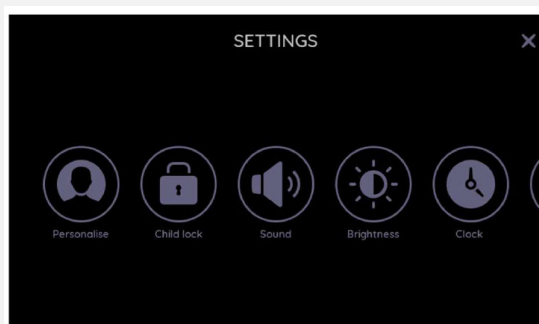 SETTINGS
Personalise
Child lock
Sound
Brightness
Clock